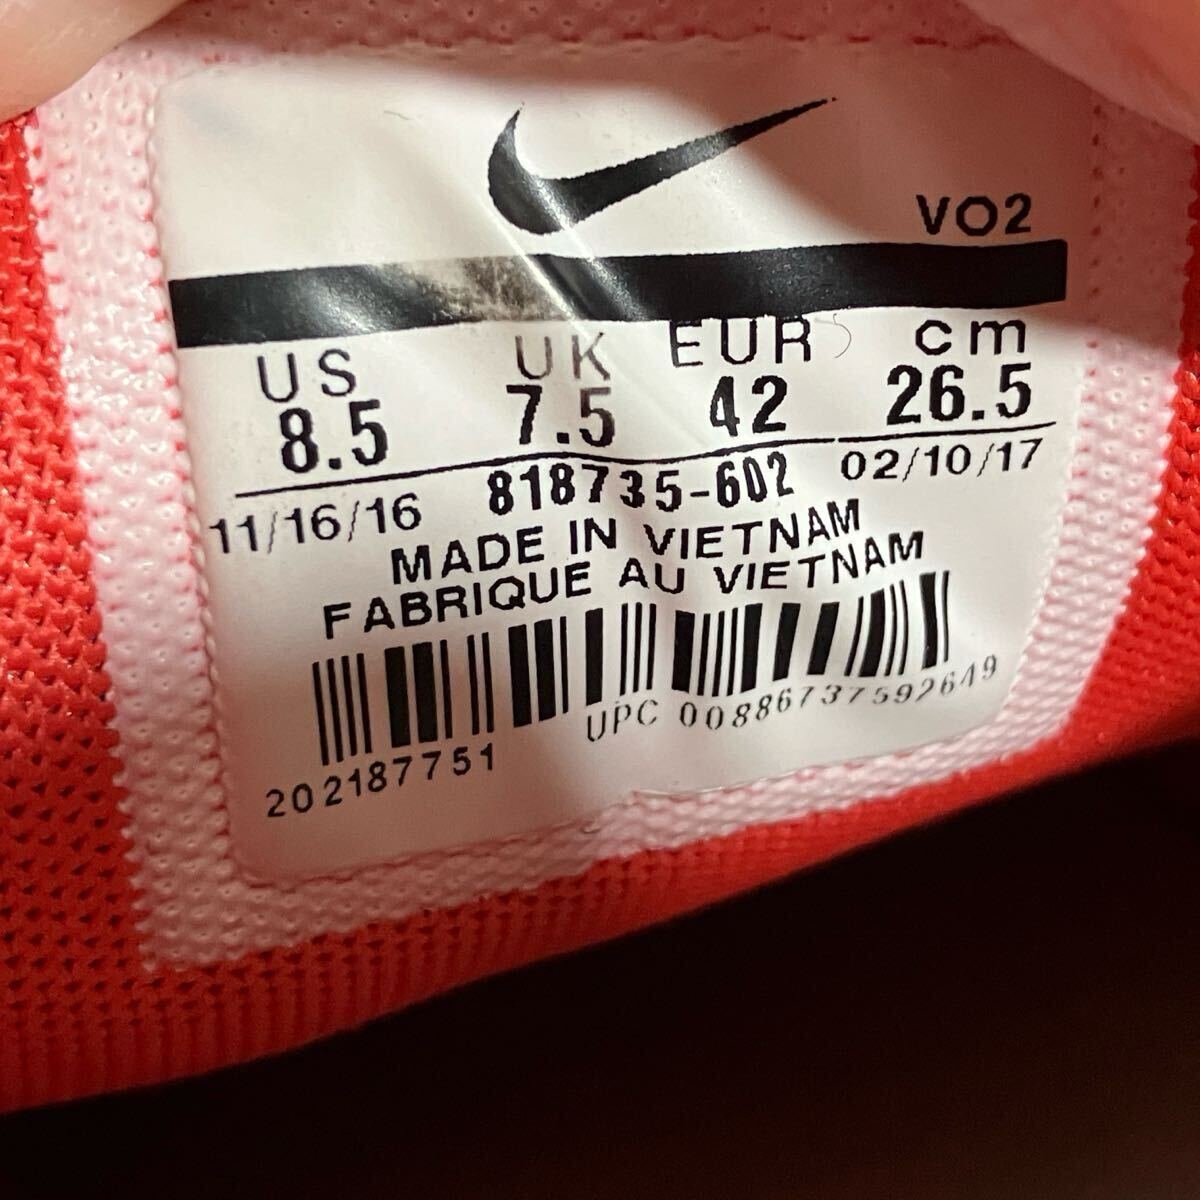 VO2
US UK EUR cm
8.5 7.5 42 26.5
11/16/16 818735-602 02/10/17
MADE IN VIETNAM
FABRIQUE AU VIETNAM
UPC 00886737592649
202187751